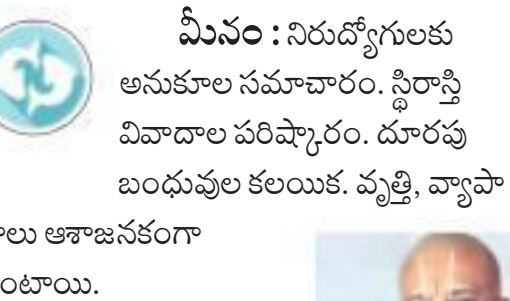 మీనం : నిరుద్యోగులకు
అనుకూల సమాచారం. స్థిరాస్తి
వివాదాల పరిష్కారం. దూరపు
బంధువుల కలయిక. వృత్తి, వ్యాపా
ఆశాజనకంగా